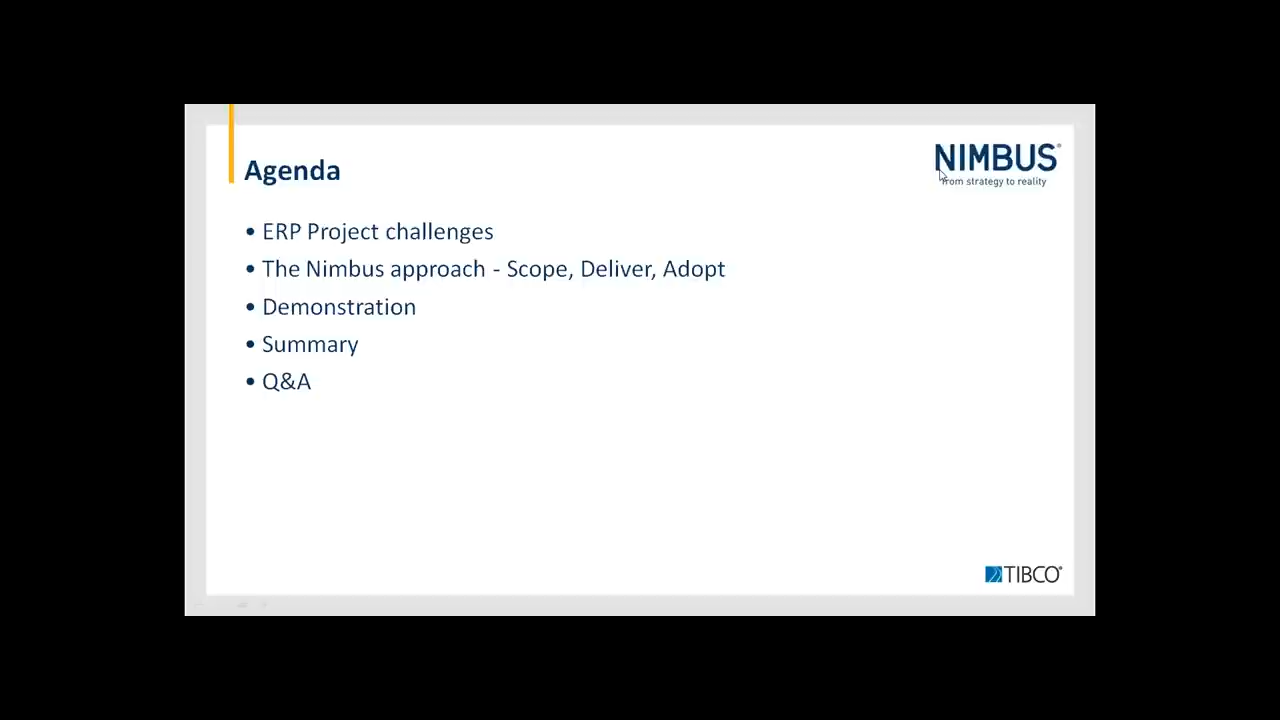 NIMBUS®
from strategy to reality
Agenda
• ERP Project challenges
• The Nimbus approach - Scope, Deliver, Adopt
• Demonstration
• Summary
• Q&A
TIBCO®